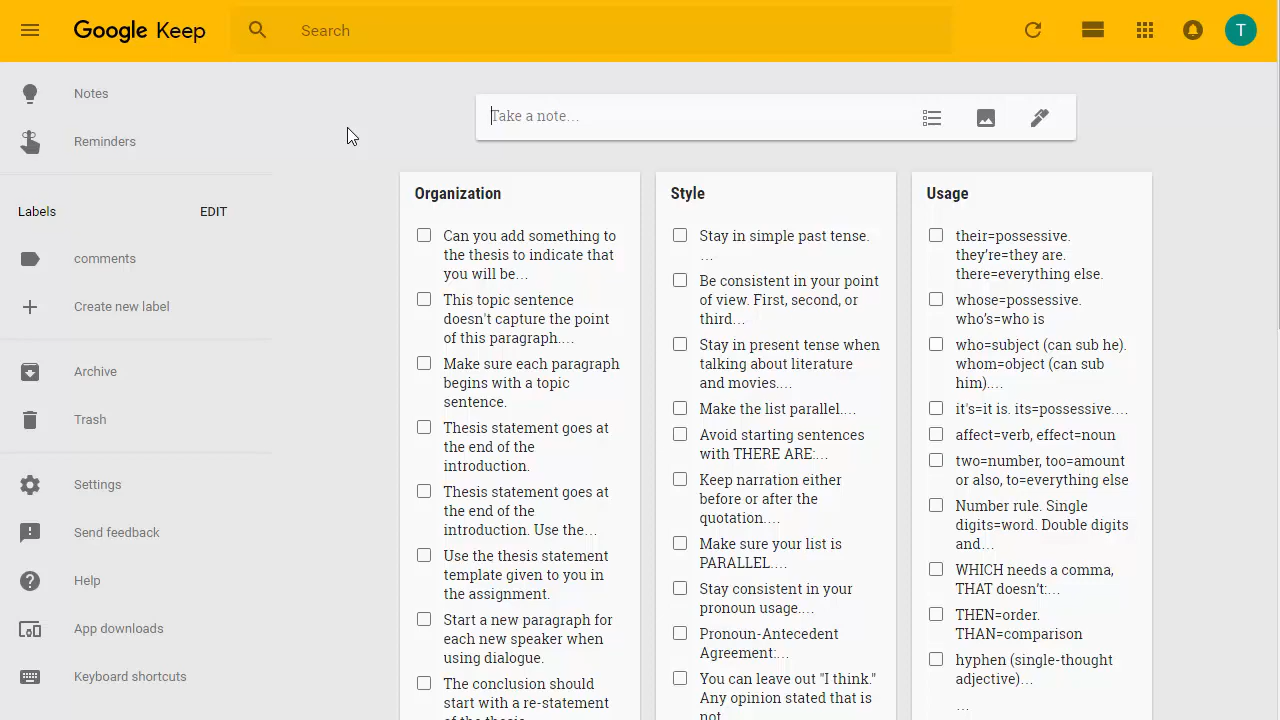 Google Keep
Search
T
Notes
Reminders
Labels
EDIT
comments
Create new label
Archive
Trash
Settings
Send feedback
Help
App downloads
Keyboard shortcuts
Take a note...
Organization
Can you add something to
the thesis to indicate that
you will be...
This topic sentence
doesn't capture the point
of this paragraph....
Make sure each paragraph
begins with a topic
sentence.
Thesis statement goes at
the end of the
introduction.
Thesis statement goes at
the end of the
introduction. Use the...
Use the thesis statement
template given to you in
the assignment.
Start a new paragraph for
each new speaker when
using dialogue.
The conclusion should
start with a re-statement
of the thesis
Style
Stay in simple past tense.
...
Be consistent in your point
of view. First, second, or
third...
Stay in present tense when
talking about literature
and movies....
Make the list parallel....
Avoid starting sentences
with THERE ARE:...
Keep narration either
before or after the
quotation....
Make sure your list is
PARALLEL....
Stay consistent in your
pronoun usage....
Pronoun-Antecedent
Agreement:...
You can leave out "I think."
Any opinion stated that is
not
Usage
their=possessive.
they're=they are.
there=everything else.
whose=possessive.
who's=who is
who=subject (can sub he).
whom=object (can sub
him)....
it's=it is. its=possessive....
affect=verb, effect=noun
two=number, too=amount
or also, to=everything else
Number rule. Single
digits=word. Double digits
and...
WHICH needs a comma,
THAT doesn't:...
THEN=order.
THAN=comparison
hyphen (single-thought
adjective)...
...